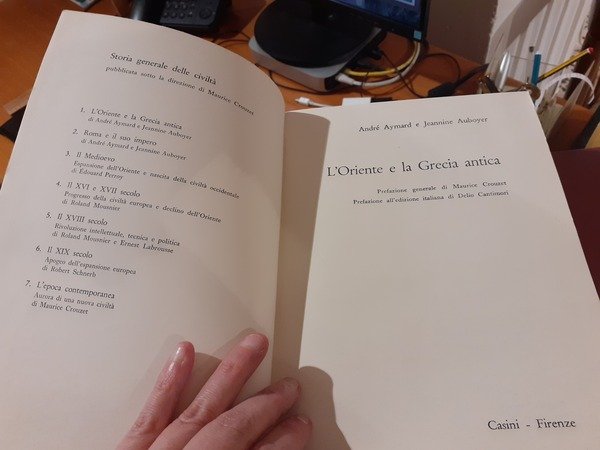 Storia generale delle civiltà
pubblicata sotto la direzione di Maurice Crouzet
1. L'Oriente e la Grecia antica
di André Aymard e Jeannine Auboyer
2. Roma e il suo impero
di André Aymard e Jeannine Auboyer
3. Il Medioevo
Espansione dell'Oriente e nascita della civiltà occidentale
di Édouard Perroy
4. Il XVI e XVII secolo
Progresso della civiltà europea e declino dell'Oriente
di Roland Mousnier
5. Il XVIII secolo
Rivoluzione intellettuale, tecnica e politica
di Roland Mousnier e Ernest Labrousse
6. Il XIX secolo
Apogeo dell'espansione europea
di Robert Schnerb
7. L'epoca contemporanea
Aurora di una nuova civiltà
di Maurice Crouzet
André Aymard e Jeannine Auboyer
L'Oriente e la Grecia antica
Prefazione generale di Maurice Crouzet
Prefazione all'edizione italiana di Delio Cantimori
Casini - Firenze